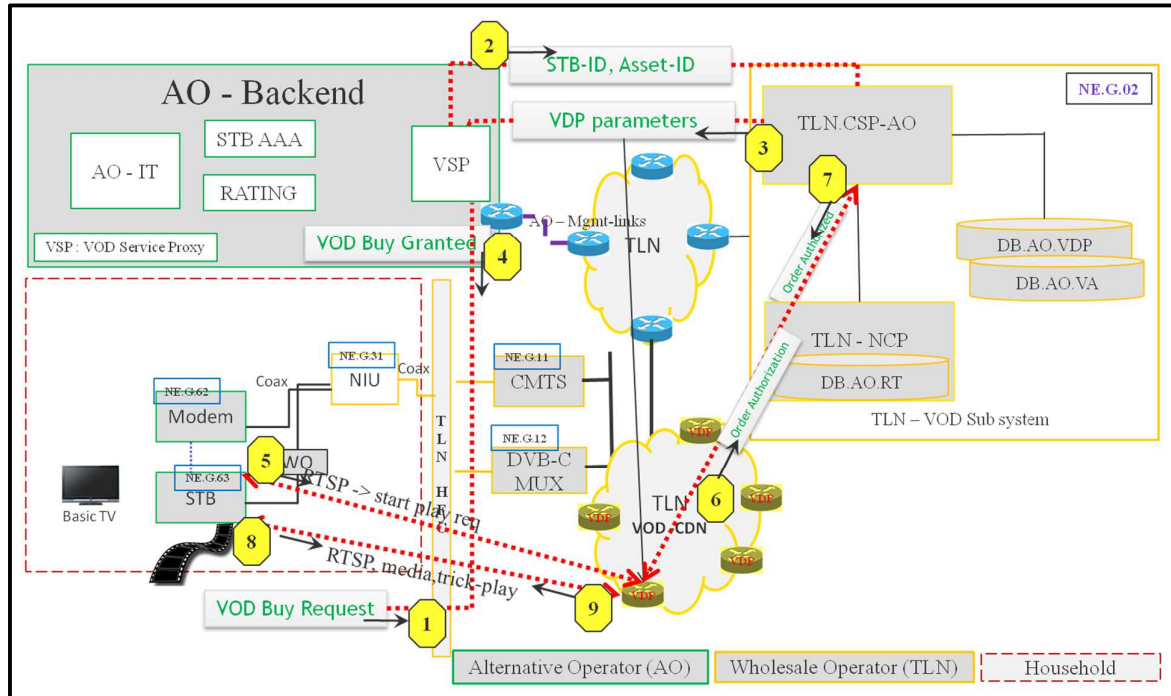 2
STB-ID, Asset-ID
NE.G.02
AO - Backend
VDP parameters
TLN.CSP-AO
3
STB AAA
AO - IT
VSP
RATING
7
AO – Mgmt-links
TLN
VSP : VOD Service Proxy
VOD Buy Granted
4
Order Authorized
DB.AO.VDP
DB.AO.VA
TLN - NCP
DB.AO.RT
TLN – VOD Sub system
Order Authorization
NE.G.31
NIU
Coax
Coax
NE.G.11
CMTS
NE.G.62
Modem
TLN HFC
NE.G.12
DVB-C
MUX
5
WO
NE.G.63
STB
Basic TV
RTSP -> start play req
VDP
TLN
VOD-CDN
6
VDP
VDP
VDP
8
RTSP, media,trick-play
9
VDP
VOD Buy Request
1
Alternative Operator (AO)
Wholesale Operator (TLN)
Household